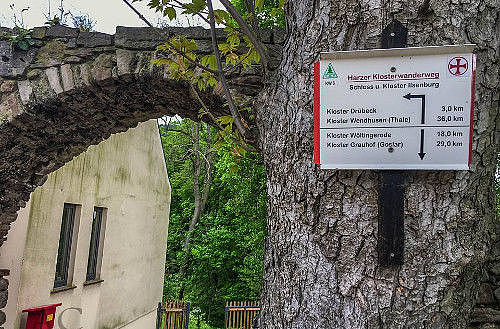 Harzer Klosterwanderweg
Schloss u. Kloster Ilsenburg
Kloster Drübeck 3,0 km
Kloster Wendhusen (Thale) 36,0 km
Kloster Wöltingerode 18,0 km
Kloster Grauhof (Goslar) 29,0 km